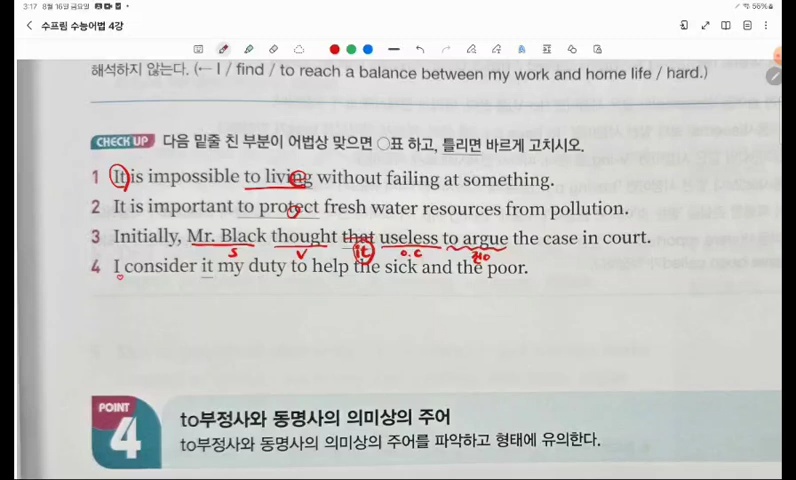 3:17 8월 16일 금요일
56%
수프림 수능어법 4강
해석하지 않는다. (← I / find / to reach a balance between my work and home life / hard.)
CHECK UP 다음 밑줄 친 부분이 어법상 맞으면 ○표 하고, 틀리면 바르게 고치시오.
1 It is impossible to living without failing at something.
2 It is important to protect fresh water resources from pollution.
3 Initially, Mr. Black thought that useless to argue the case in court.
S V it o.c 진o
4 I consider it my duty to help the sick and the poor.
POINT
4
to부정사와 동명사의 의미상의 주어
to부정사와 동명사의 의미상의 주어를 파악하고 형태에 유의한다.